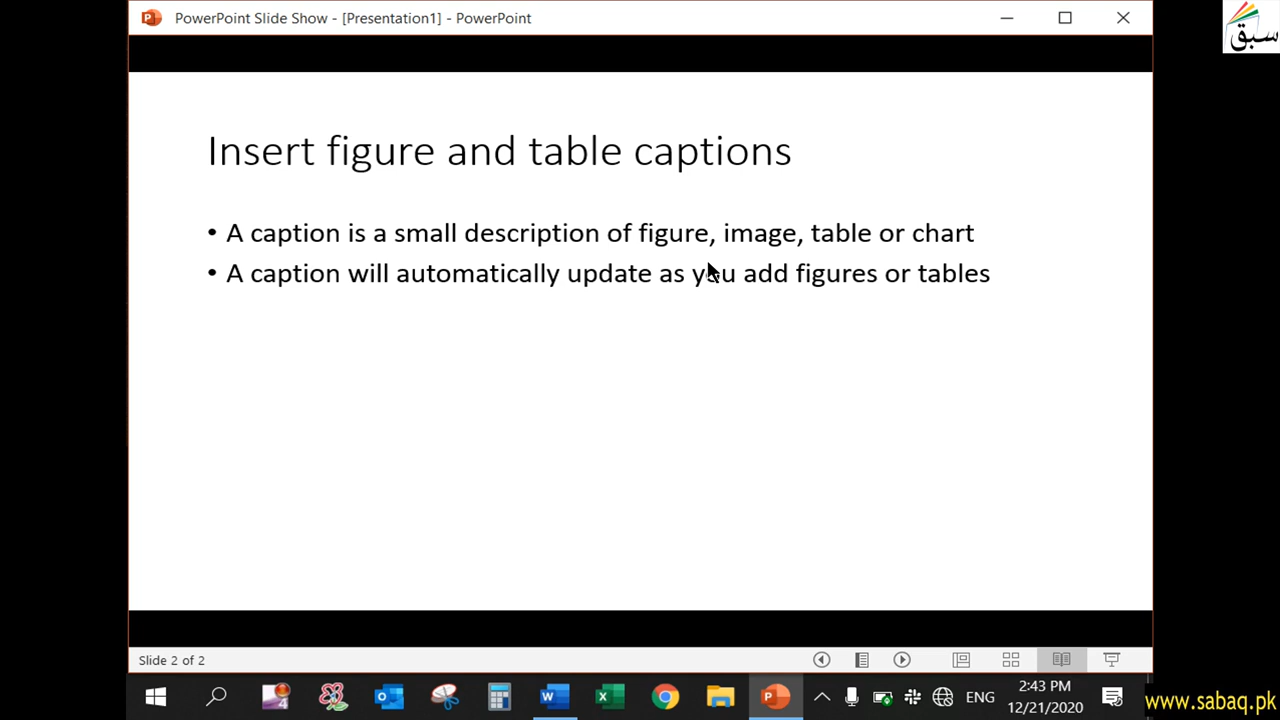 PowerPoint Slide Show - [Presentation1] - PowerPoint
سبق
Insert figure and table captions
• A caption is a small description of figure, image, table or chart
• A caption will automatically update as you add figures or tables
Slide 2 of 2
4
ENG
2:43 PM
12/21/2020
www.sabaq.pk